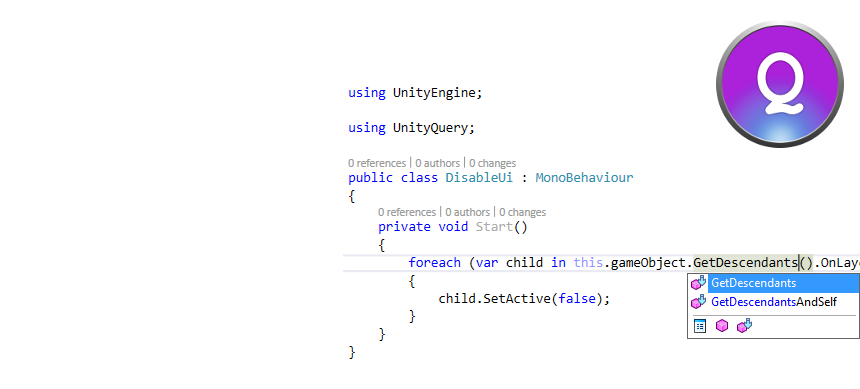 Q
using UnityEngine;
using UnityQuery;
0 references | 0 authors | 0 changes
public class DisableUi : MonoBehaviour
{
0 references | 0 authors | 0 changes
private void Start()
{
foreach (var child in this.gameObject.GetDescendants().OnLay
{
GetDescendants
child.SetActive(false);
GetDescendantsAndSelf
}
}
}